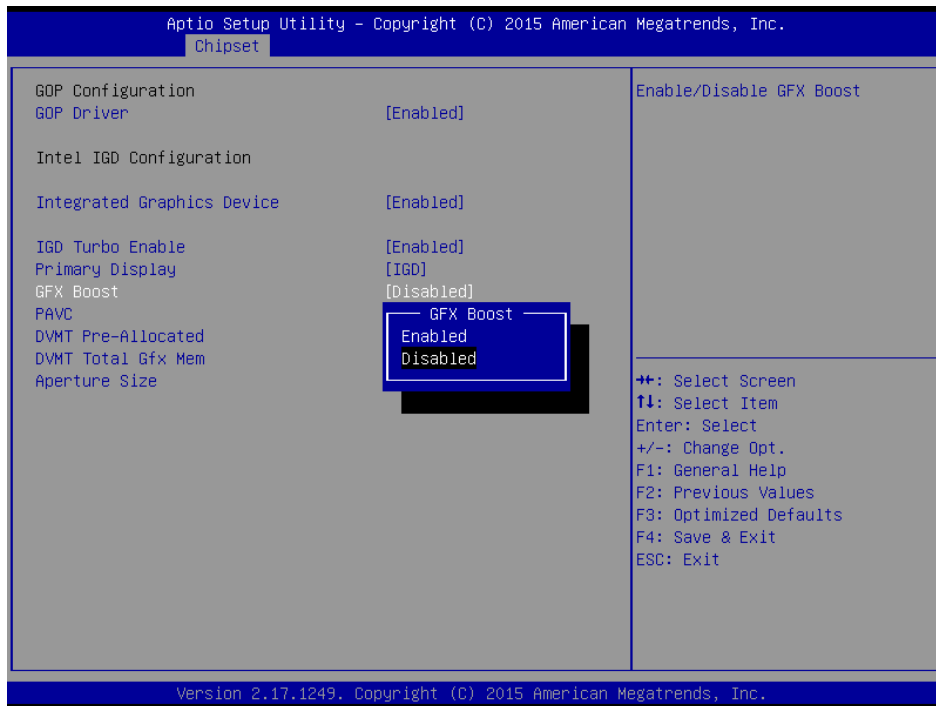 Aptio Setup Utility – Copyright (C) 2015 American Megatrends, Inc.
Chipset
GOP Configuration
GOP Driver [Enabled]
Intel IGD Configuration
Integrated Graphics Device [Enabled]
IGD Turbo Enable [Enabled]
Primary Display [IGD]
GFX Boost [Disabled]
PAVC
DVMT Pre-Allocated
DVMT Total Gfx Mem
Aperture Size
GFX Boost
Enabled
Disabled
Enable/Disable GFX Boost
→←: Select Screen
↑↓: Select Item
Enter: Select
+/-: Change Opt.
F1: General Help
F2: Previous Values
F3: Optimized Defaults
F4: Save & Exit
ESC: Exit
Version 2.17.1249. Copyright (C) 2015 American Megatrends, Inc.